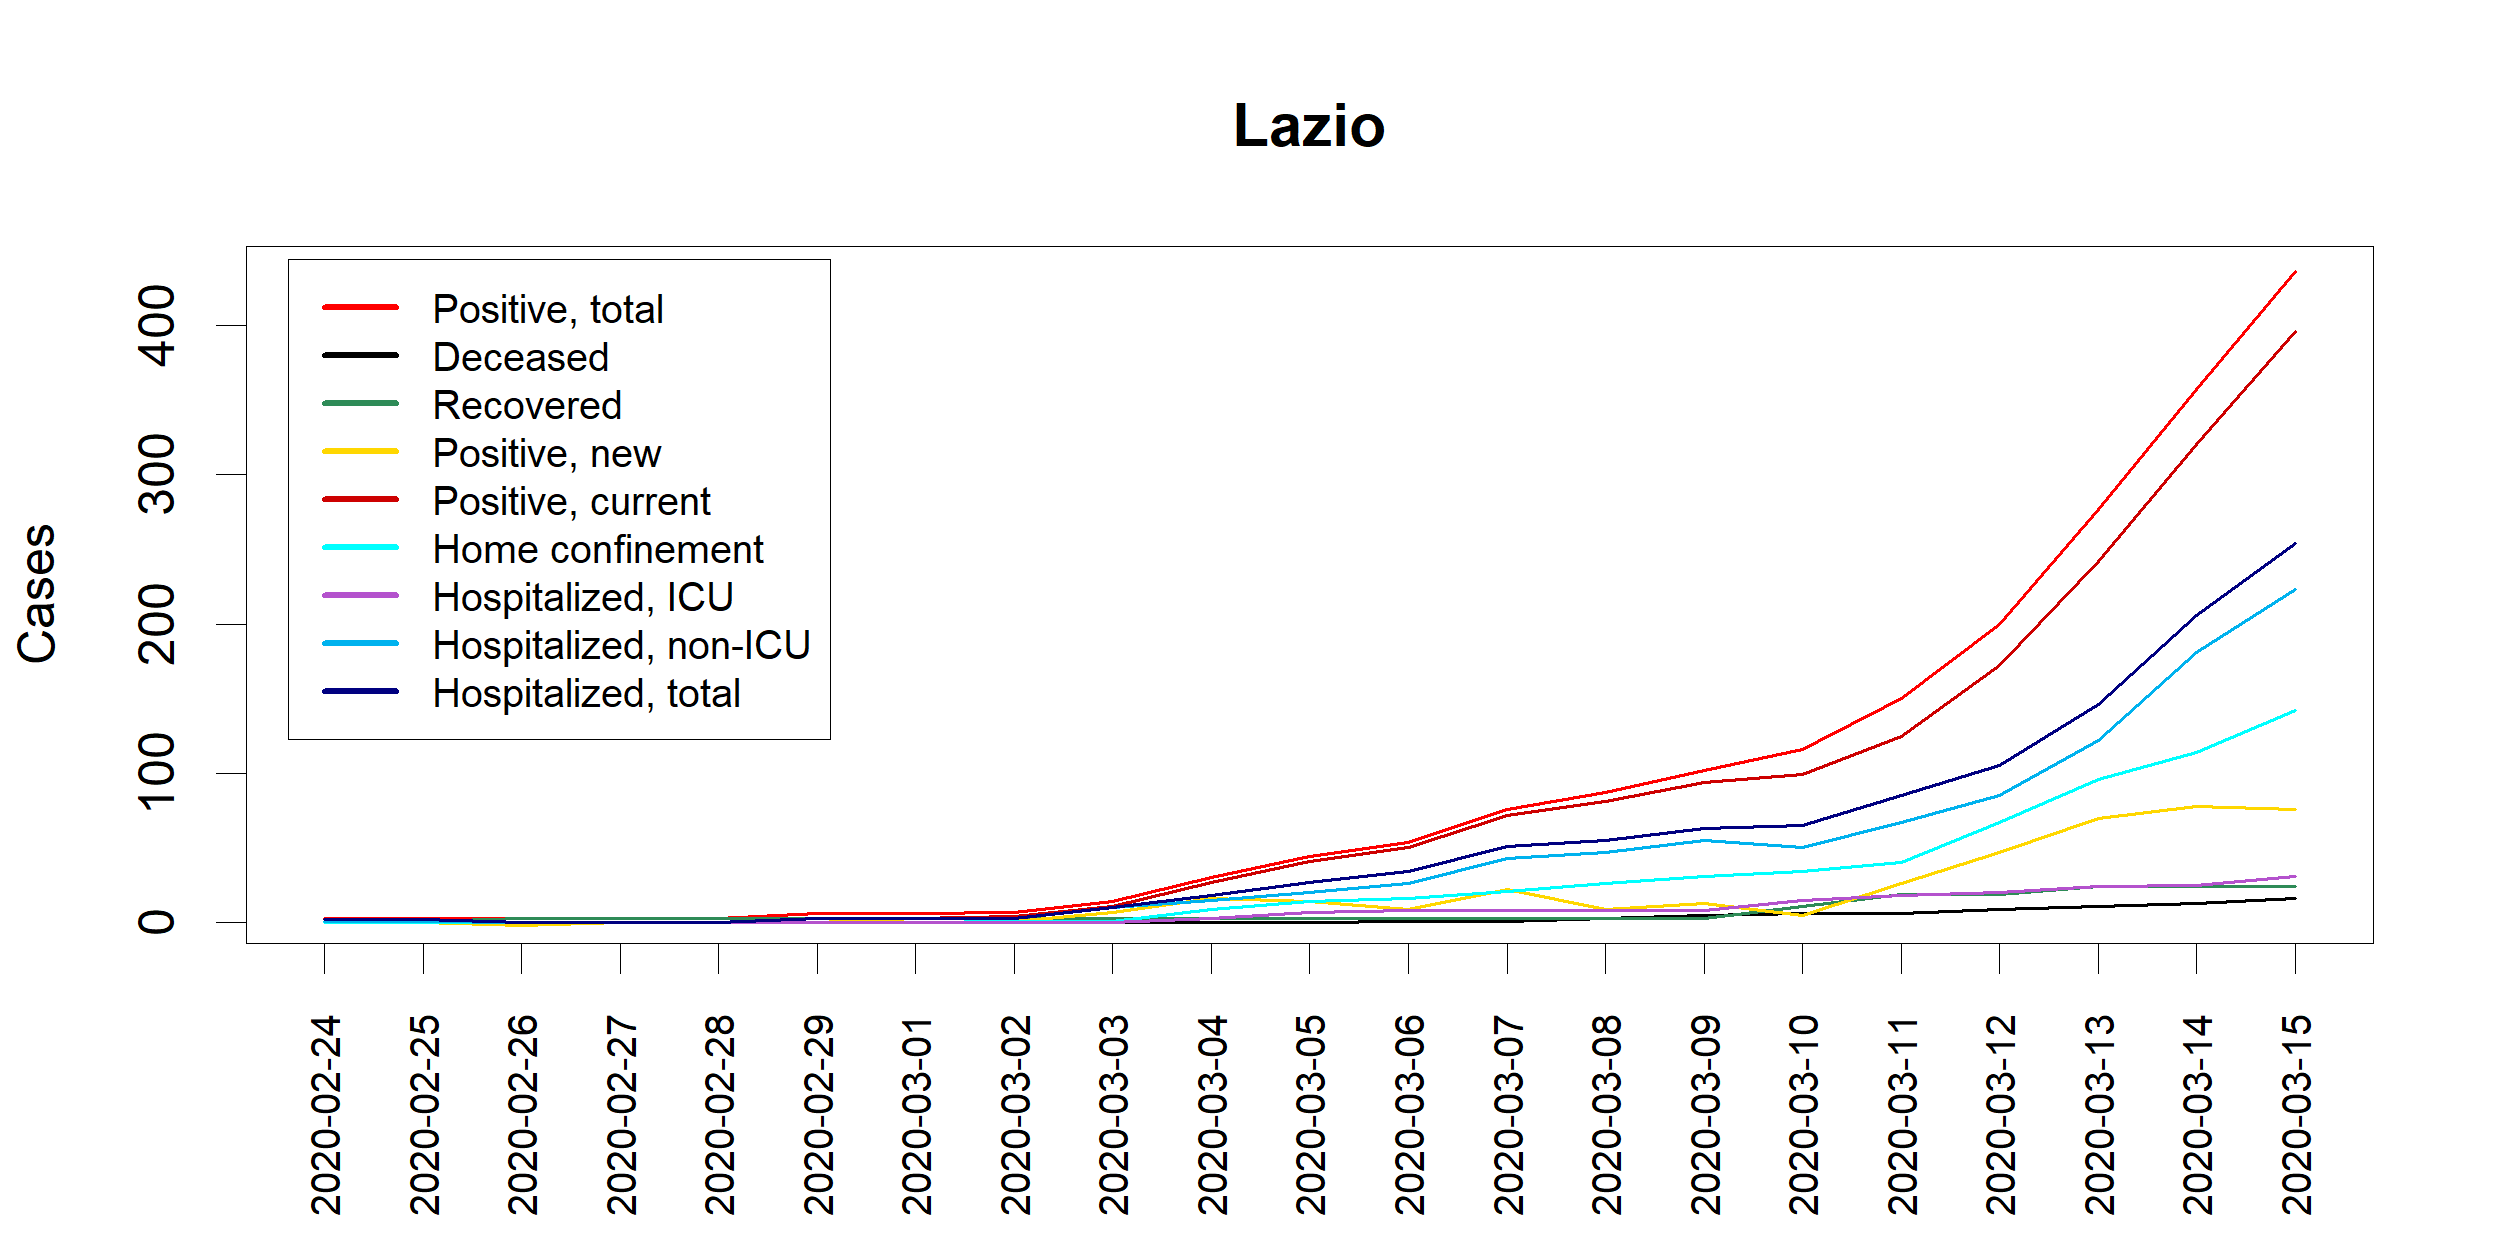 Lazio
Cases
0
100
200
300
400
Positive, total
Deceased
Recovered
Positive, new
Positive, current
Home confinement
Hospitalized, ICU
Hospitalized, non-ICU
Hospitalized, total
2020-02-24
2020-02-25
2020-02-26
2020-02-27
2020-02-28
2020-02-29
2020-03-01
2020-03-02
2020-03-03
2020-03-04
2020-03-05
2020-03-06
2020-03-07
2020-03-08
2020-03-09
2020-03-10
2020-03-11
2020-03-12
2020-03-13
2020-03-14
2020-03-15